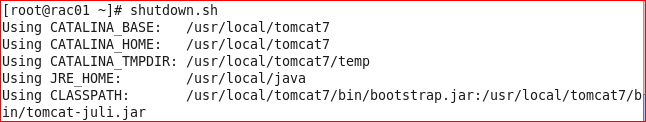 [root@rac01 ~]# shutdown.sh
Using CATALINA_BASE:   /usr/local/tomcat7
Using CATALINA_HOME:   /usr/local/tomcat7
Using CATALINA_TMPDIR: /usr/local/tomcat7/temp
Using JRE_HOME:        /usr/local/java
Using CLASSPATH:       /usr/local/tomcat7/bin/bootstrap.jar:/usr/local/tomcat7/b
in/tomcat-juli.jar